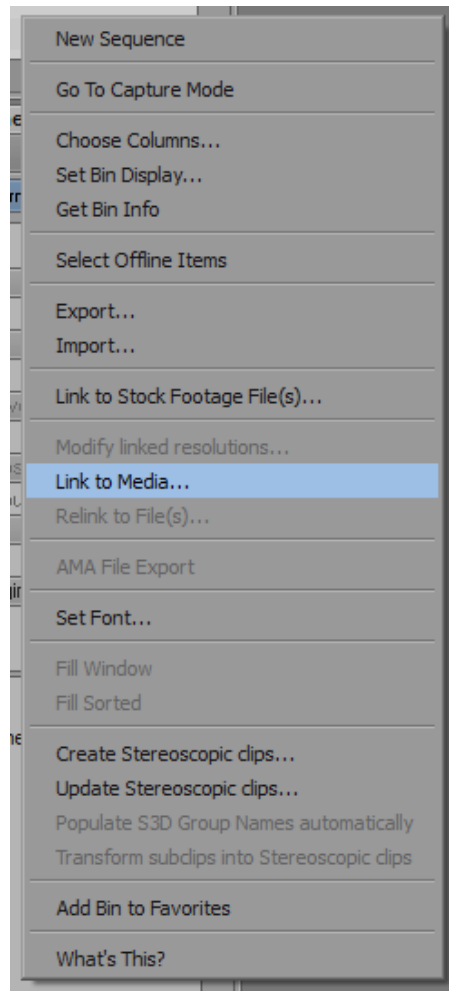 New Sequence
Go To Capture Mode
Choose Columns...
Set Bin Display...
Get Bin Info
Select Offline Items
Export...
Import...
Link to Stock Footage File(s)...
Modify linked resolutions...
Link to Media...
Relink to File(s)...
AMA File Export
Set Font...
Fill Window
Fill Sorted
Create Stereoscopic clips...
Update Stereoscopic clips...
Populate S3D Group Names automatically
Transform subclips into Stereoscopic clips
Add Bin to Favorites
What's This?